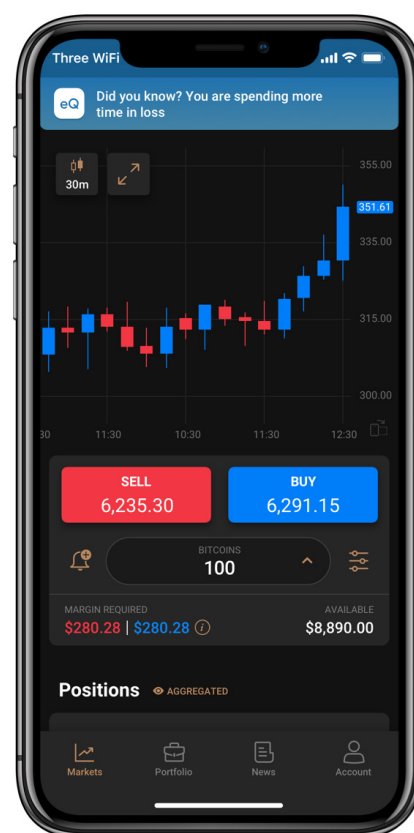 Three WiFi
eQ
Did you know? You are spending more
time in loss
30m
355.00
351.61
335.00
315.00
300.00
30 11:30 10:30 11:30 12:30
SELL
6,235.30
BUY
6,291.15
BITCOINS
100
MARGIN REQUIRED
$280.28 | $280.28 i
AVAILABLE
$8,890.00
Positions AGGREGATED
Markets Portfolio News Account